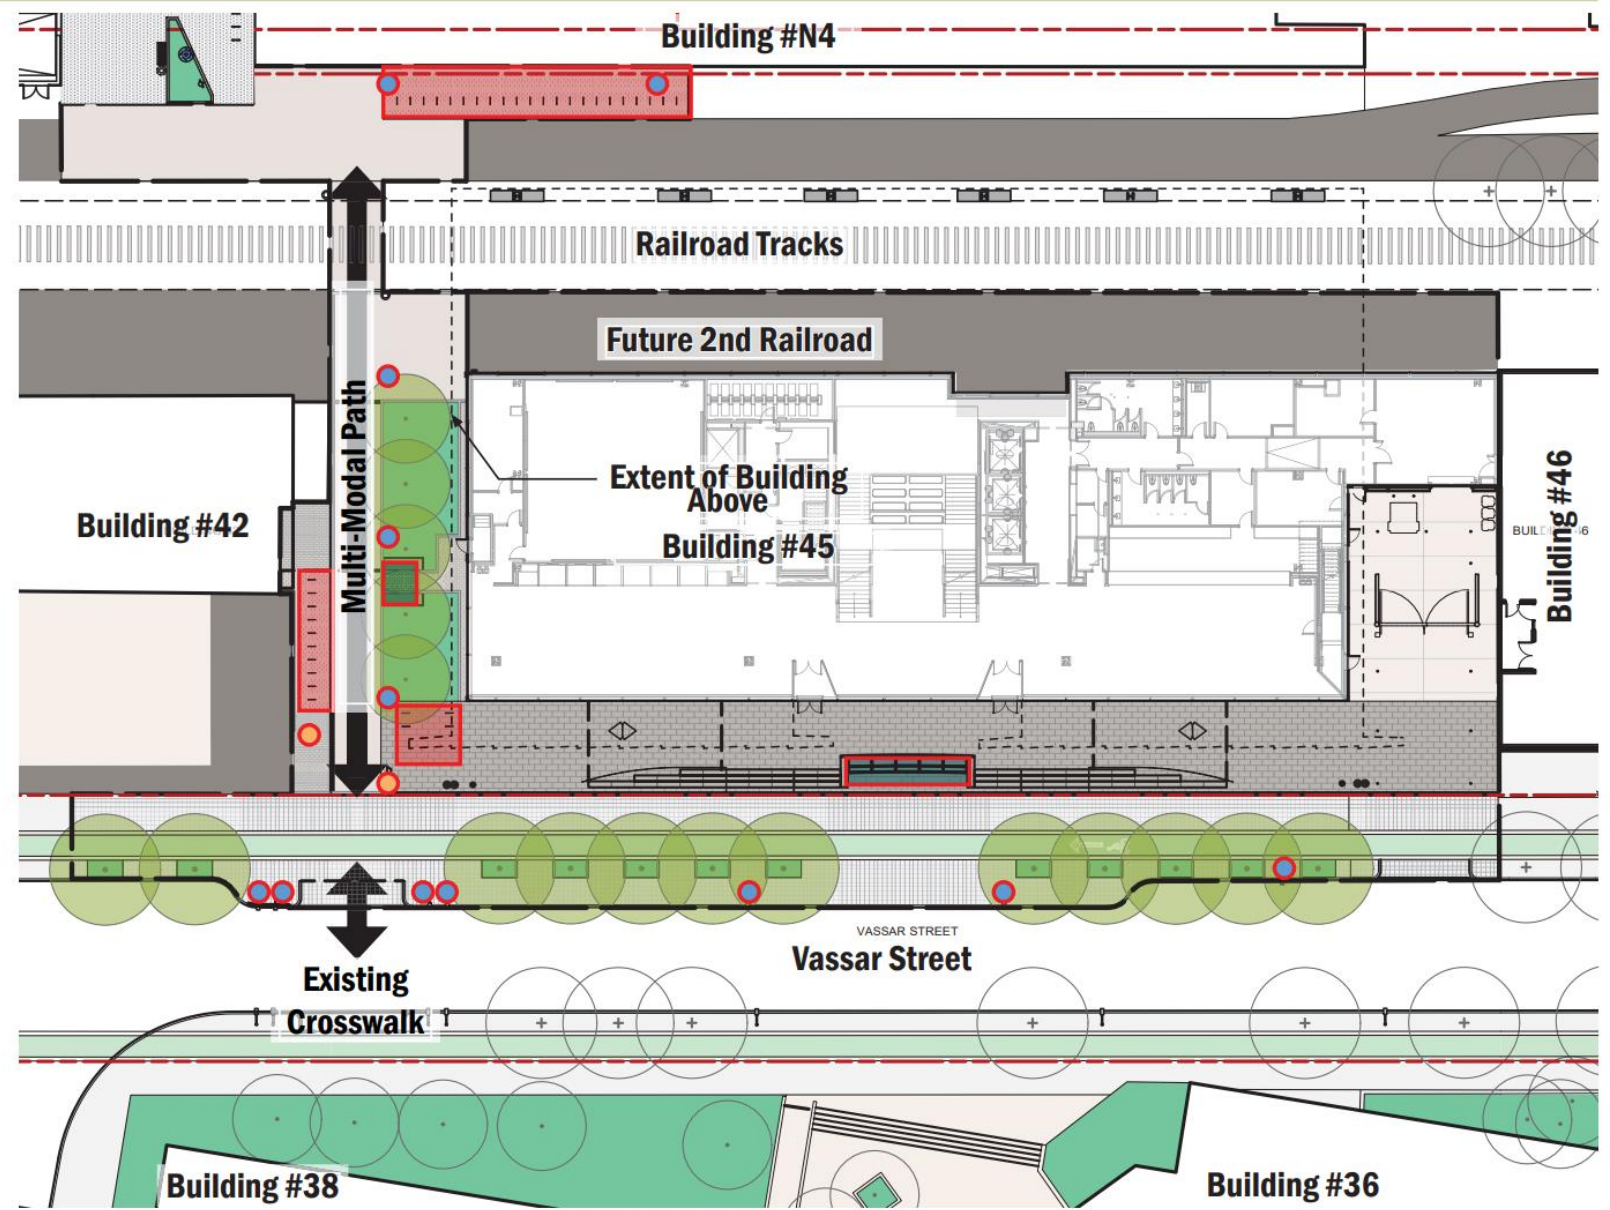 Building #N4
Railroad Tracks
Future 2nd Railroad
Multi-Modal Path
Extent of Building
Above
Building #42
Building #45
Building #46
VASSAR STREET
Vassar Street
Existing
Crosswalk
Building #38
Building #36